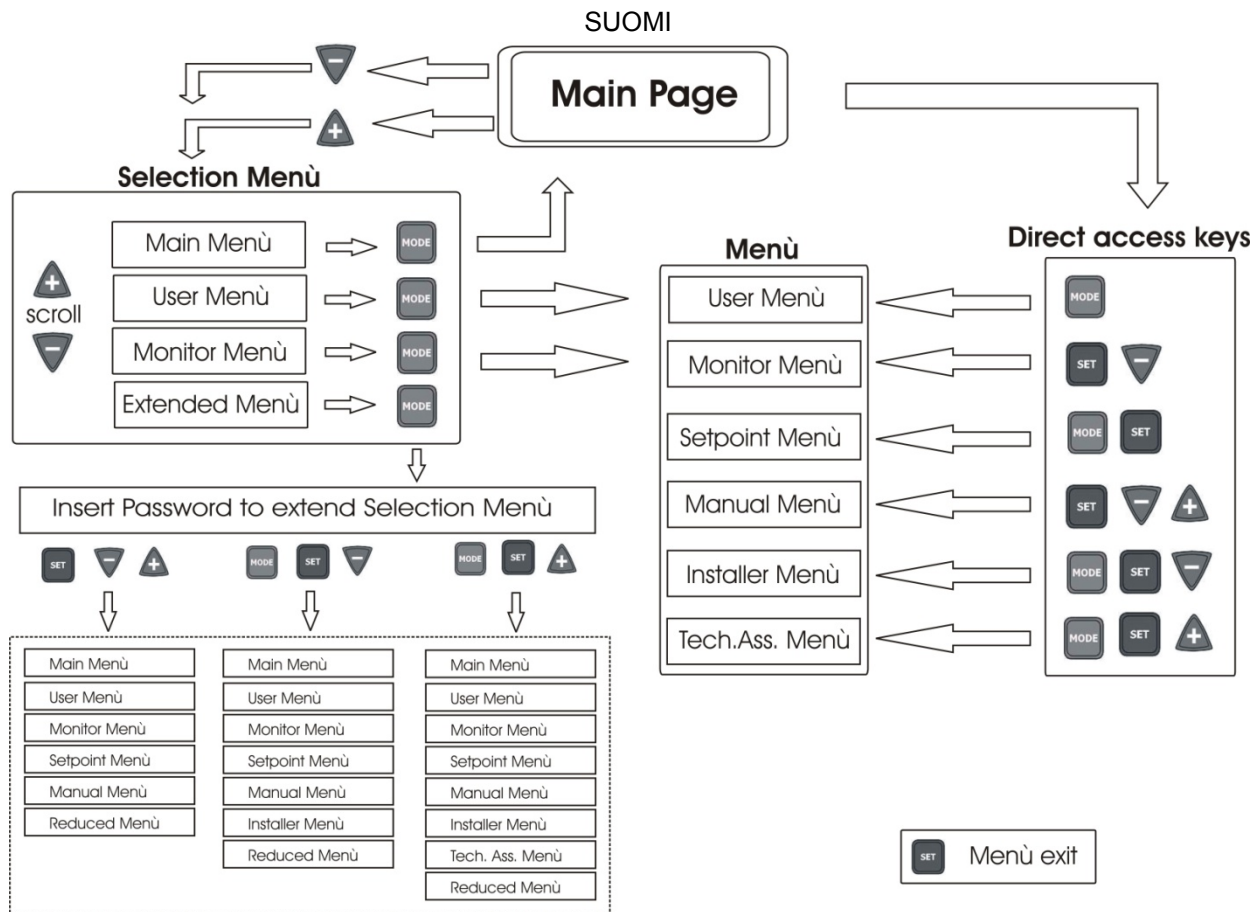 SUOMI
Main Page
−
+
Selection Menù
+
scroll
−
Main Menù
MODE
User Menù
MODE
Monitor Menù
MODE
Extended Menù
MODE
Insert Password to extend Selection Menù
SET − +
MODE SET −
MODE SET +
Main Menù
User Menù
Monitor Menù
Setpoint Menù
Manual Menù
Reduced Menù
Main Menù
User Menù
Monitor Menù
Setpoint Menù
Manual Menù
Installer Menù
Reduced Menù
Main Menù
User Menù
Monitor Menù
Setpoint Menù
Manual Menù
Installer Menù
Tech. Ass. Menù
Reduced Menù
Menù
User Menù
Monitor Menù
Setpoint Menù
Manual Menù
Installer Menù
Tech.Ass. Menù
Direct access keys
MODE
SET −
MODE SET
SET − +
MODE SET −
MODE SET +
SET Menù exit